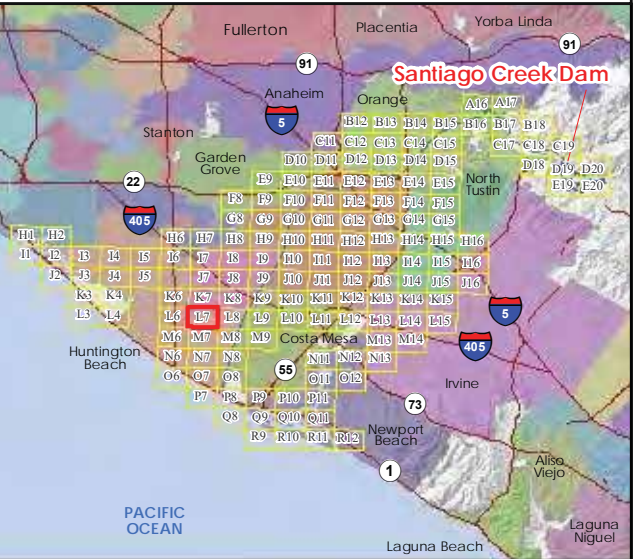 Yorba Linda
Fullerton
Placentia
91
91
Santiago Creek Dam
Anaheim
Orange
A16 A17
5
B12 B13 B14 B15 B16 B17 B18
Stanton
C11 C12 C13 C14 C15 C17 C18 C19
Garden
Grove
D10 D11 D12 D13 D14 D15 D18 D19 D20
North
Tustin
E9 E10 E11 E12 E13 E14 E15 E19 E20
22
F8 F9 F10 F11 F12 F13 F14 F15
405
G8 G9 G10 G11 G12 G13 G14 G15
H1 H2 H6 H7 H8 H9 H10 H11 H12 H13 H14 H15 H16
I1 I2 I3 I4 I5 I6 I7 I8 I9 I10 I11 I12 I13 I14 I15 I16
J2 J3 J4 J5 J7 J8 J9 J10 J11 J12 J13 J14 J15 J16
K3 K4 K6 K7 K8 K9 K10 K11 K12 K13 K14 K15
5
L3 L4 L6 L7 L8 L9 L10 L11 L12 L13 L14 L15
M6 M7 M8 M9 Costa Mesa M13 M14
405
Huntington
Beach
N6 N7 N8 N11 N12 N13
55
O6 O7 O8 O11 O12
Irvine
P7 P8 P9 P10 P11
73
Q8 Q9 Q10 Q11
Newport
Beach
R9 R10 R11 R12
1
Aliso
Viejo
PACIFIC
OCEAN
Laguna
Niguel
Laguna Beach